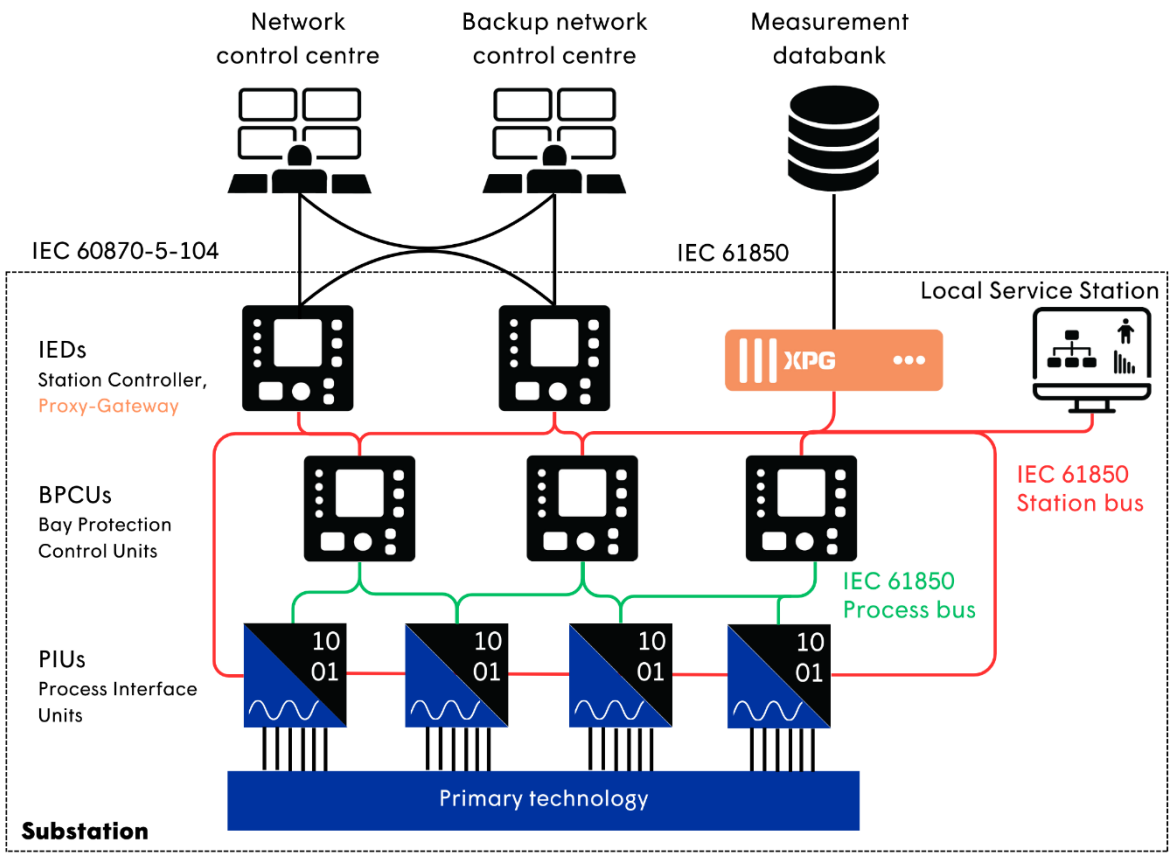 Network
control centre
Backup network
control centre
Measurement
databank
IEC 60870-5-104
IEC 61850
Local Service Station
IEDs
Station Controller,
Proxy-Gateway
XPG
IEC 61850
Station bus
BPCUs
Bay Protection
Control Units
IEC 61850
Process bus
PIUs
Process Interface
Units
10
01
10
01
10
01
10
01
Primary technology
Substation